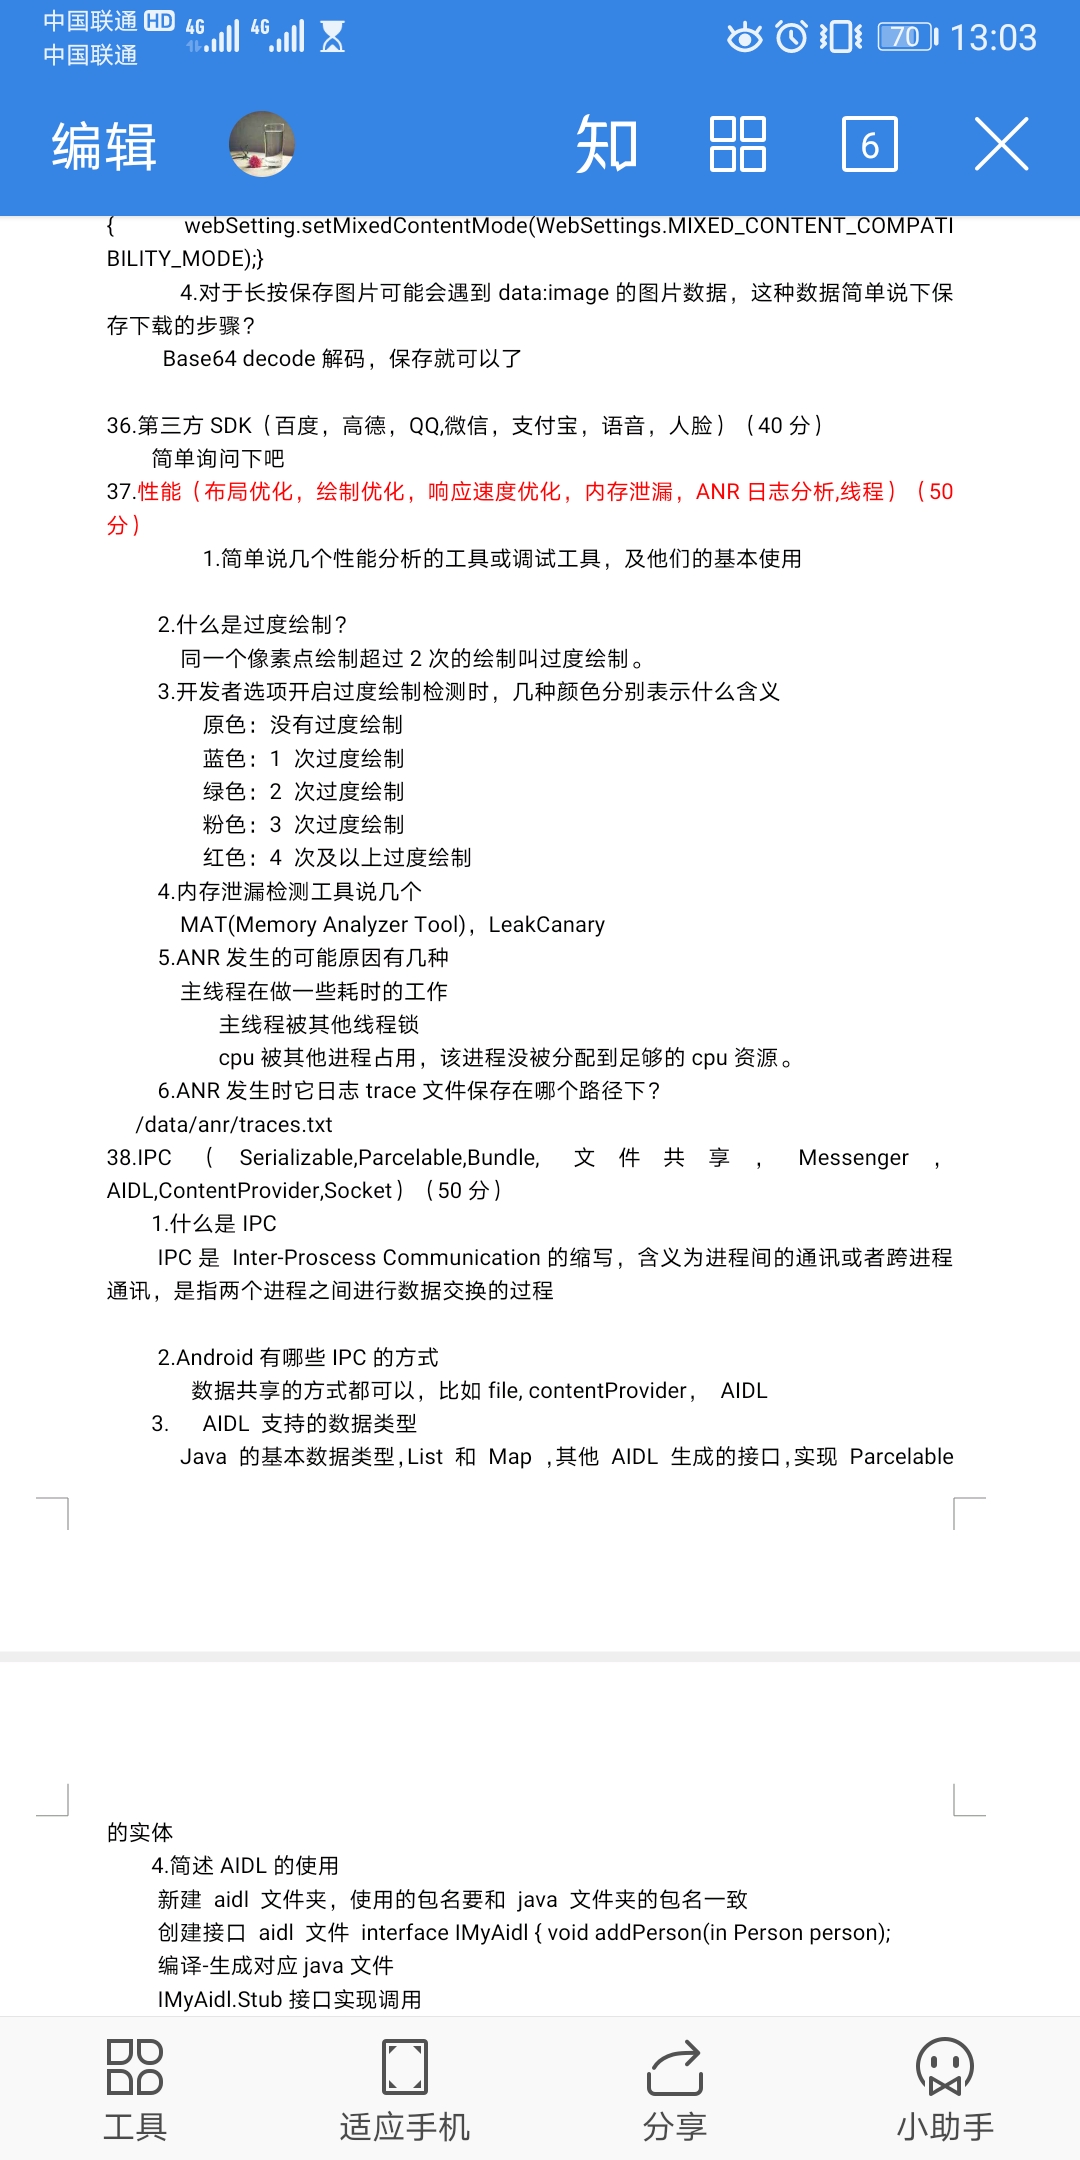 中国联通 HD 4G 4G 70 13:03
中国联通
编辑 知 6
{ webSetting.setMixedContentMode(WebSettings.MIXED_CONTENT_COMPATI
BILITY_MODE);}
4.对于长按保存图片可能会遇到 data:image 的图片数据，这种数据简单说下保
存下载的步骤？
Base64 decode 解码，保存就可以了
36.第三方 SDK（百度，高德，QQ,微信，支付宝，语音，人脸）（40 分）
简单询问下吧
37.性能（布局优化，绘制优化，响应速度优化，内存泄漏，ANR 日志分析,线程）（50
分）
1.简单说几个性能分析的工具或调试工具，及他们的基本使用
2.什么是过度绘制？
同一个像素点绘制超过 2 次的绘制叫过度绘制。
3.开发者选项开启过度绘制检测时，几种颜色分别表示什么含义
原色：没有过度绘制
蓝色：1 次过度绘制
绿色：2 次过度绘制
粉色：3 次过度绘制
红色：4 次及以上过度绘制
4.内存泄漏检测工具说几个
MAT(Memory Analyzer Tool)，LeakCanary
5.ANR 发生的可能原因有几种
主线程在做一些耗时的工作
主线程被其他线程锁
cpu 被其他进程占用，该进程没被分配到足够的 cpu 资源。
6.ANR 发生时它日志 trace 文件保存在哪个路径下？
/data/anr/traces.txt
38.IPC （ Serializable,Parcelable,Bundle, 文 件 共 享 ， Messenger ，
AIDL,ContentProvider,Socket）（50 分）
1.什么是 IPC
IPC 是 Inter-Proscess Communication 的缩写，含义为进程间的通讯或者跨进程
通讯，是指两个进程之间进行数据交换的过程
2.Android 有哪些 IPC 的方式
数据共享的方式都可以，比如 file, contentProvider， AIDL
3. AIDL 支持的数据类型
Java 的基本数据类型,List 和 Map ,其他 AIDL 生成的接口,实现 Parcelable
的实体
4.简述 AIDL 的使用
新建 aidl 文件夹，使用的包名要和 java 文件夹的包名一致
创建接口 aidl 文件 interface IMyAidl { void addPerson(in Person person);
编译-生成对应 java 文件
IMyAidl.Stub 接口实现调用
工具 适应手机 分享 小助手